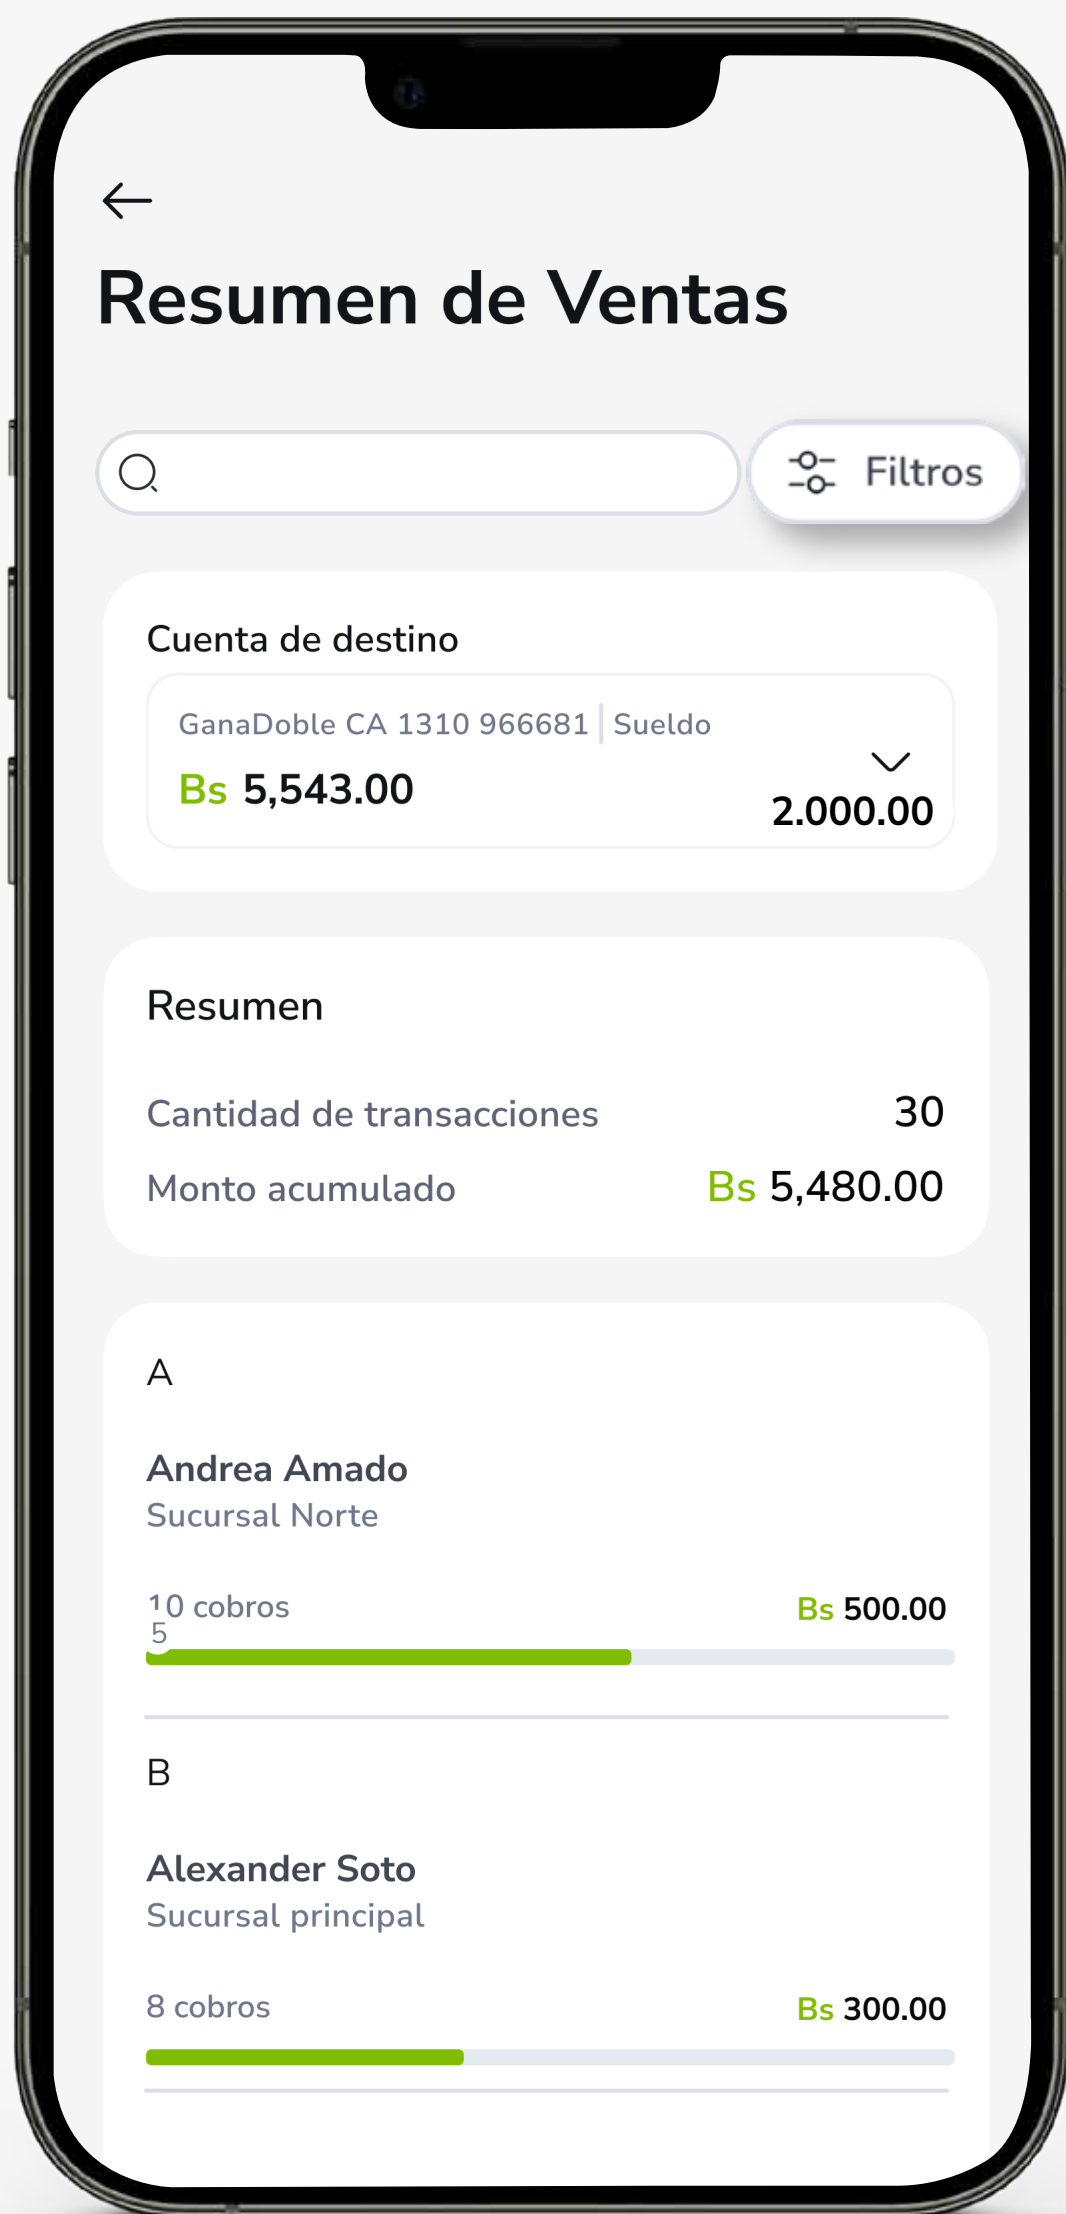 Resumen de Ventas
Filtros
Cuenta de destino
GanaDoble CA 1310 966681 | Sueldo
Bs 5,543.00
2.000.00
Resumen
Cantidad de transacciones 30
Monto acumulado Bs 5,480.00
A
Andrea Amado
Sucursal Norte
10 cobros Bs 500.00
5
B
Alexander Soto
Sucursal principal
8 cobros Bs 300.00